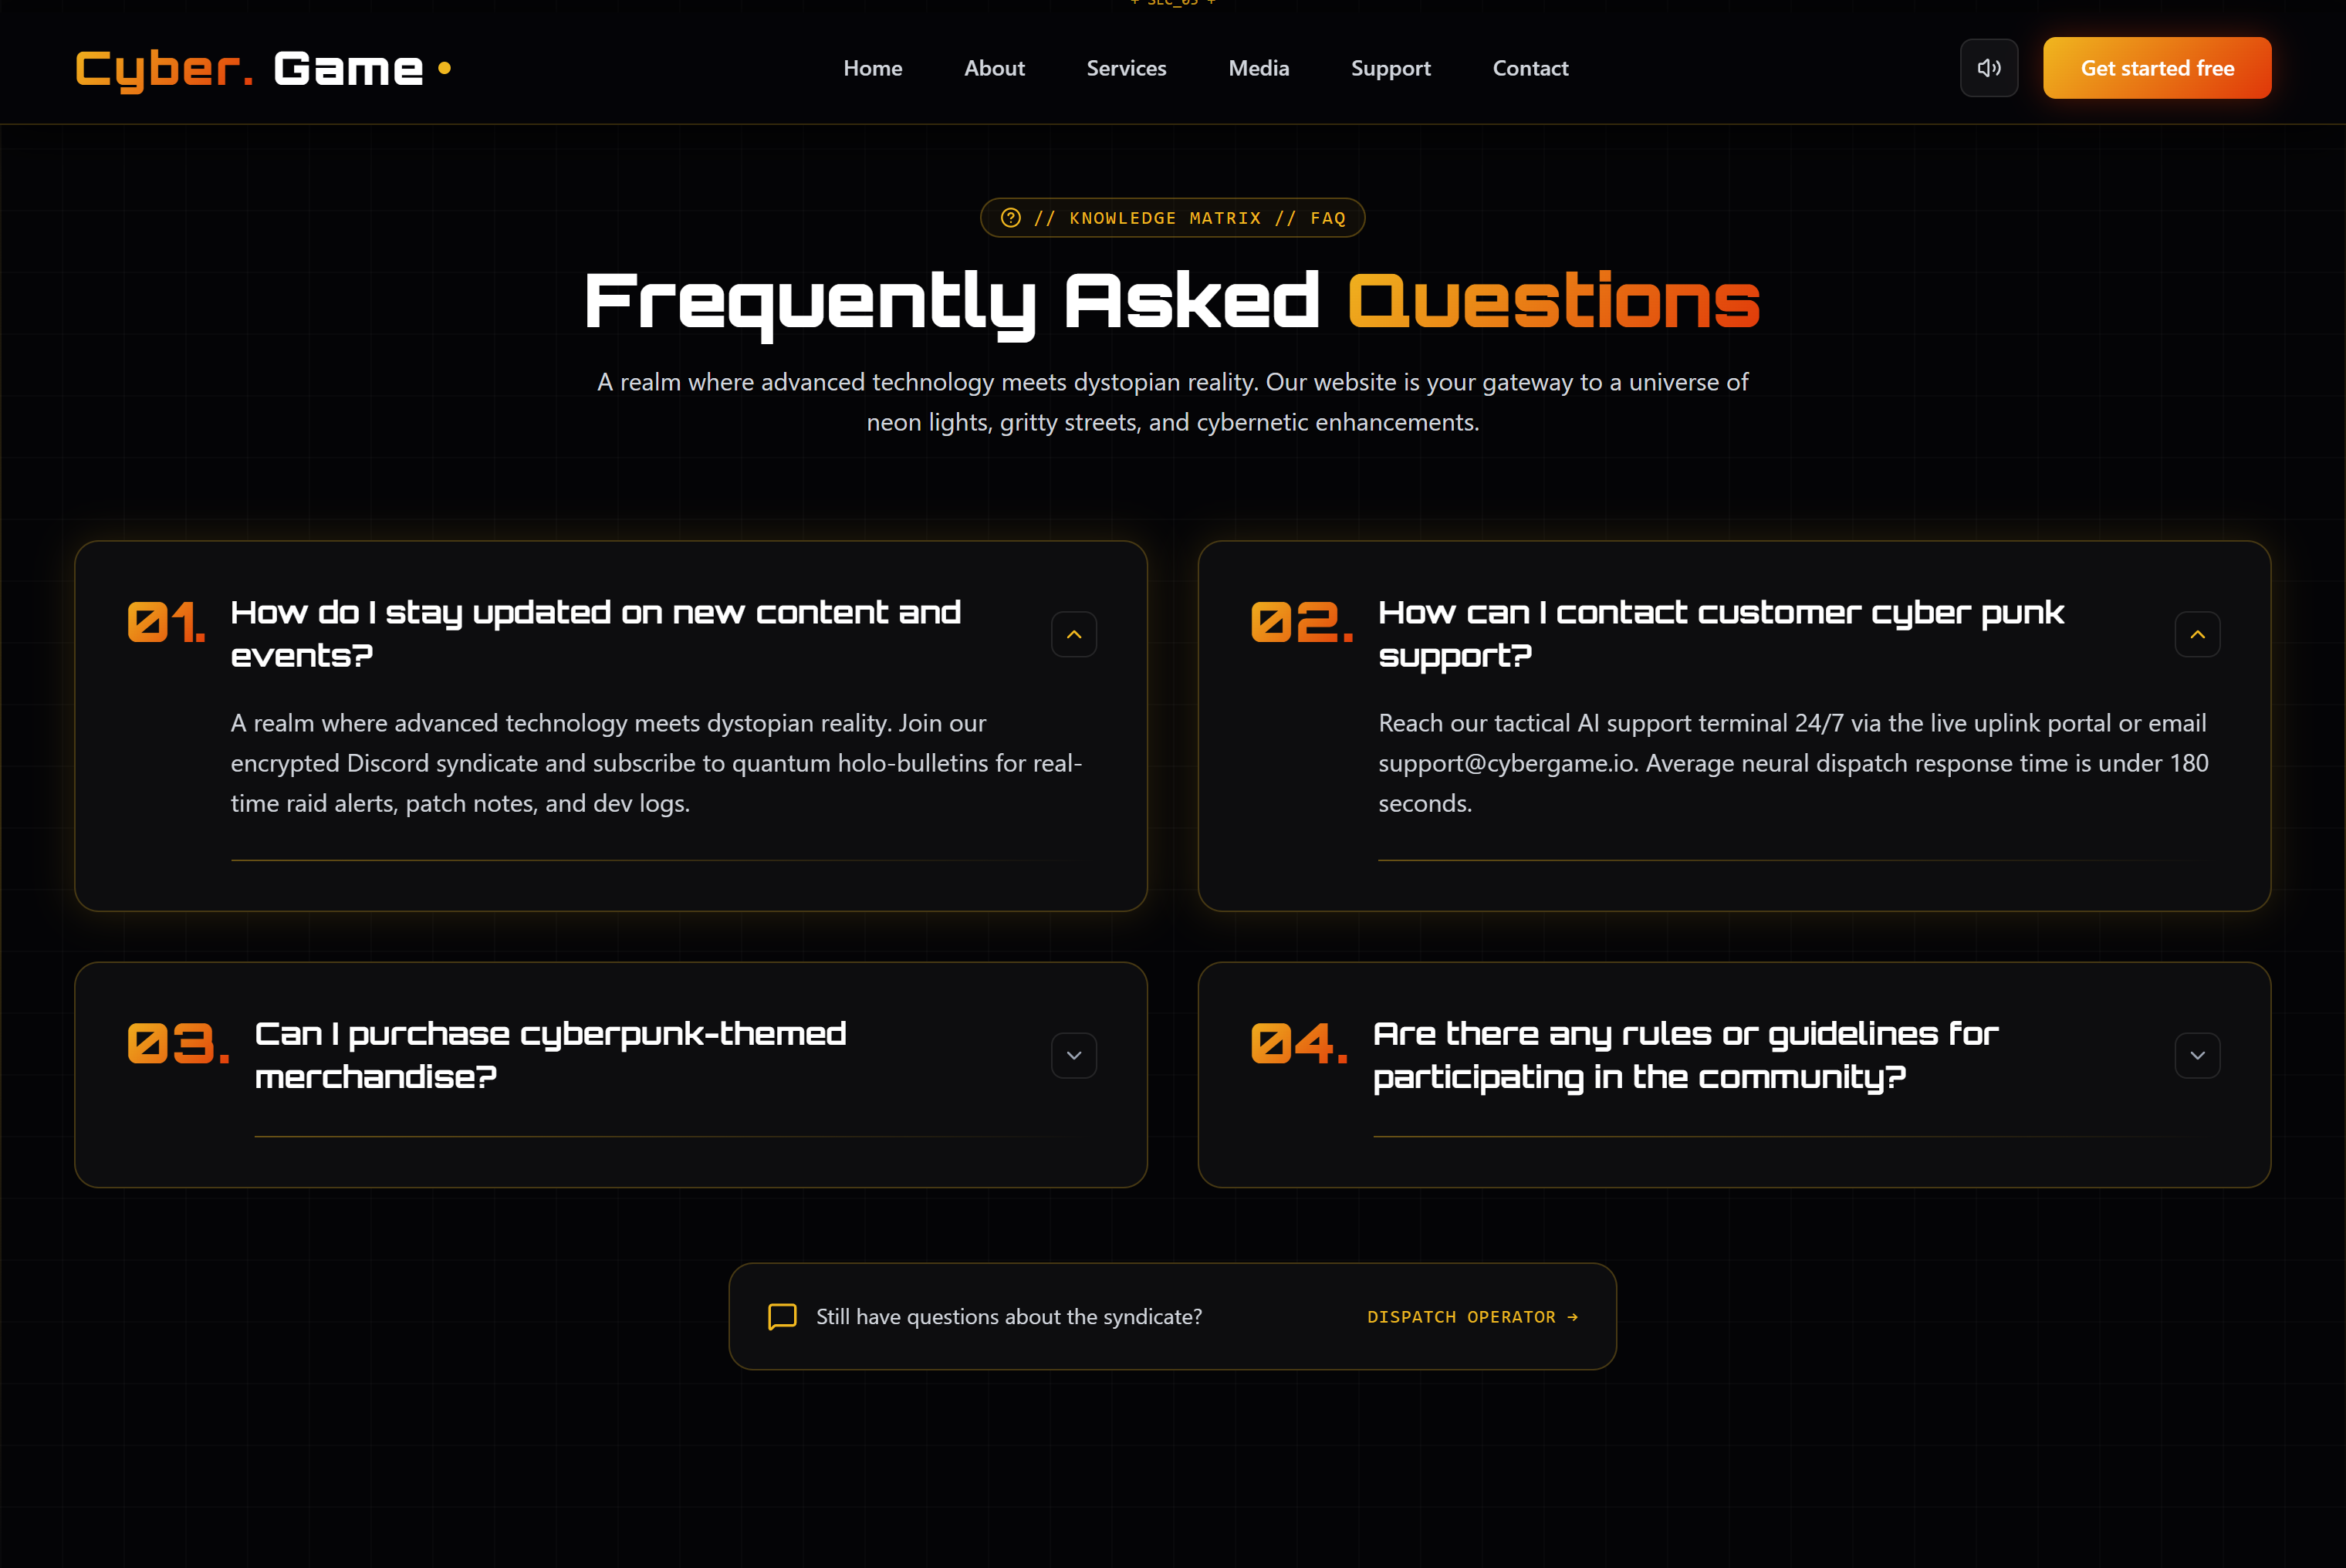 + SEC_05 +
Cyber. Game
Home About Services Media Support Contact
Get started free
// KNOWLEDGE MATRIX // FAQ
Frequently Asked Questions
A realm where advanced technology meets dystopian reality. Our website is your gateway to a universe of
neon lights, gritty streets, and cybernetic enhancements.
01. How do I stay updated on new content and
events?
A realm where advanced technology meets dystopian reality. Join our
encrypted Discord syndicate and subscribe to quantum holo-bulletins for real-
time raid alerts, patch notes, and dev logs.
02. How can I contact customer cyber punk
support?
Reach our tactical AI support terminal 24/7 via the live uplink portal or email
support@cybergame.io. Average neural dispatch response time is under 180
seconds.
03. Can I purchase cyberpunk-themed
merchandise?
04. Are there any rules or guidelines for
participating in the community?
Still have questions about the syndicate?
DISPATCH OPERATOR →